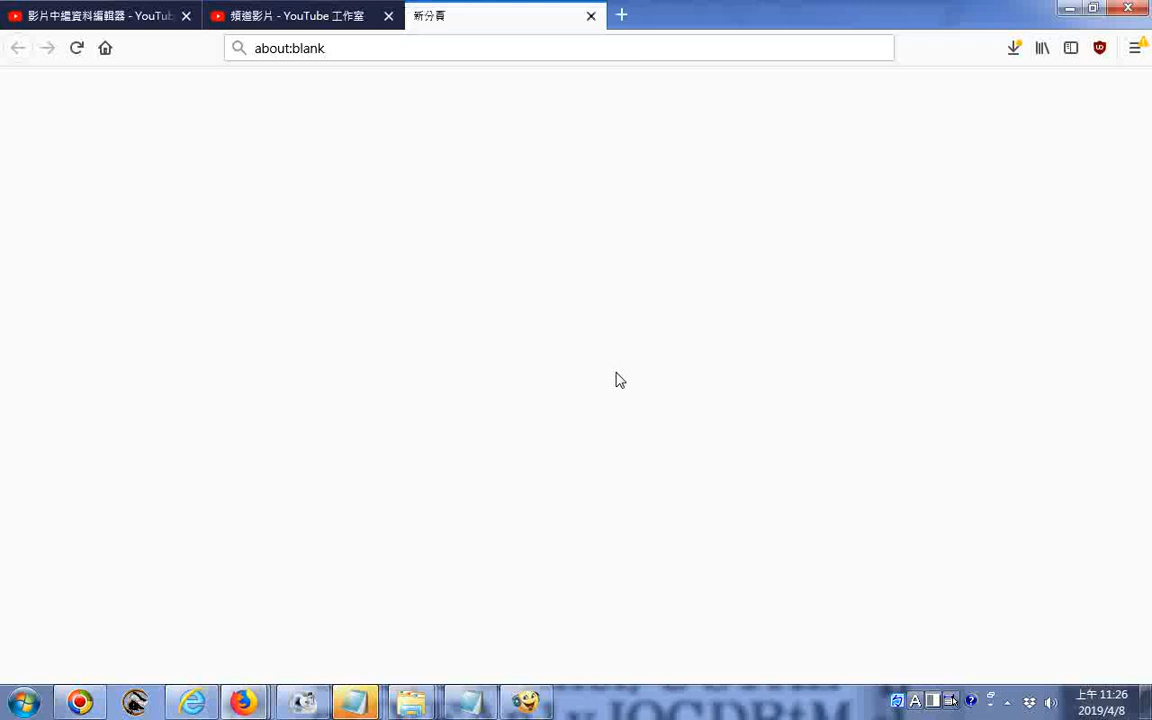 影片中繼資料編輯器 - YouTub
頻道影片 - YouTube 工作室
新分頁
about:blank
上午 11:26
2019/4/8